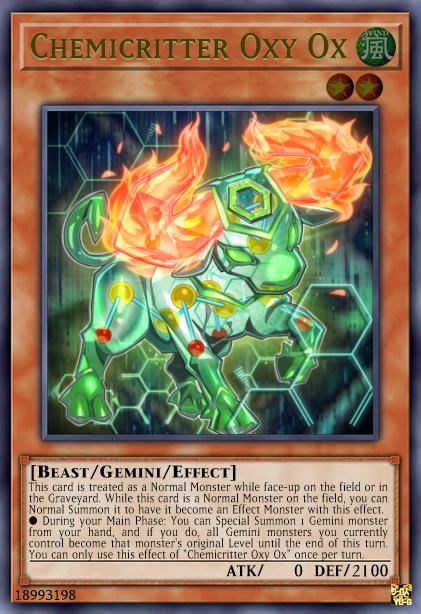 Chemicritter Oxy Ox
WIND
風
[Beast/Gemini/Effect]
This card is treated as a Normal Monster while face-up on the field or in
the Graveyard. While this card is a Normal Monster on the field, you can
Normal Summon it to have it become an Effect Monster with this effect.
● During your Main Phase: You can Special Summon 1 Gemini monster
from your hand, and if you do, all Gemini monsters you currently
control become that monster's original Level until the end of this turn.
You can only use this effect of "Chemicritter Oxy Ox" once per turn.
ATK/ 0 DEF/2100
18993198